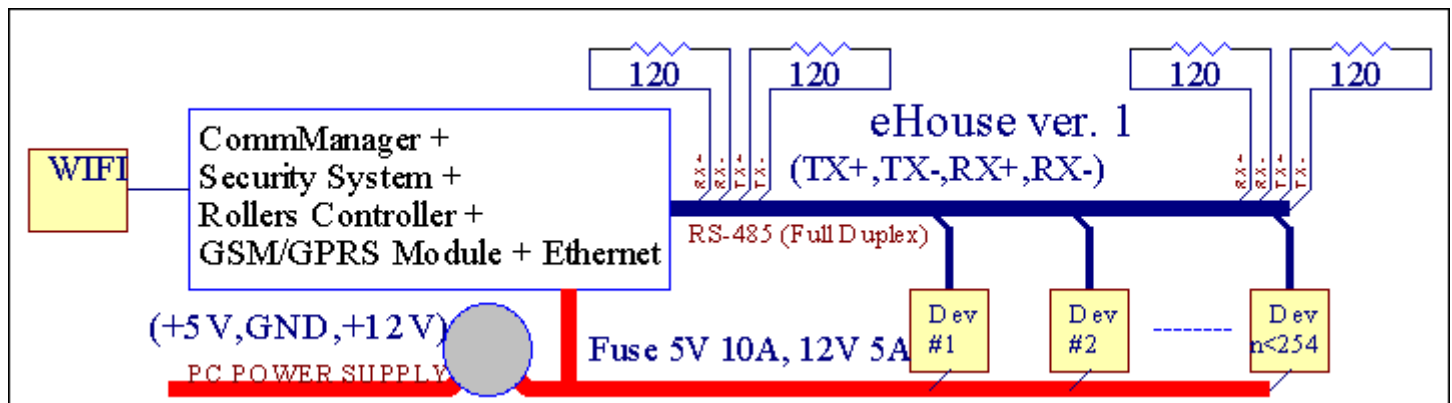 120
120
120
120
RX+
RX-
TX+
TX-
RX+
RX-
TX+
TX-
eHouse ver. 1
(TX+,TX-,RX+,RX-)
WIFI
CommManager +
Security System +
Rollers Controller +
GSM/GPRS Module + Ethernet
RS-485 (Full Duplex)
(+5V,GND,+12V)
PC POWER SUPPLY
Fuse 5V 10A, 12V 5A
Dev
#1
Dev
#2
--------
Dev
n<254